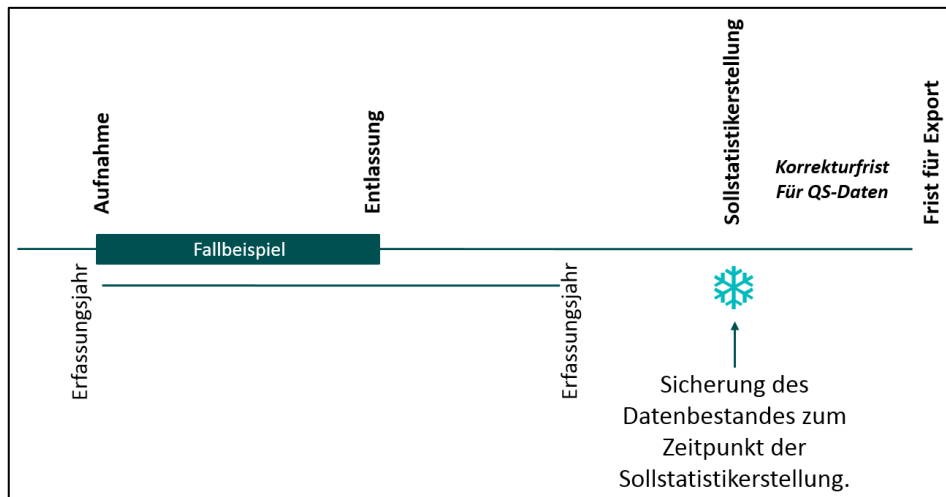 Aufnahme
Entlassung
Sollstatistikerstellung
Korrekturfrist
Für QS-Daten
Frist für Export
Fallbeispiel
Erfassungsjahr
Erfassungsjahr
Sicherung des
Datenbestandes zum
Zeitpunkt der
Sollstatistikerstellung.